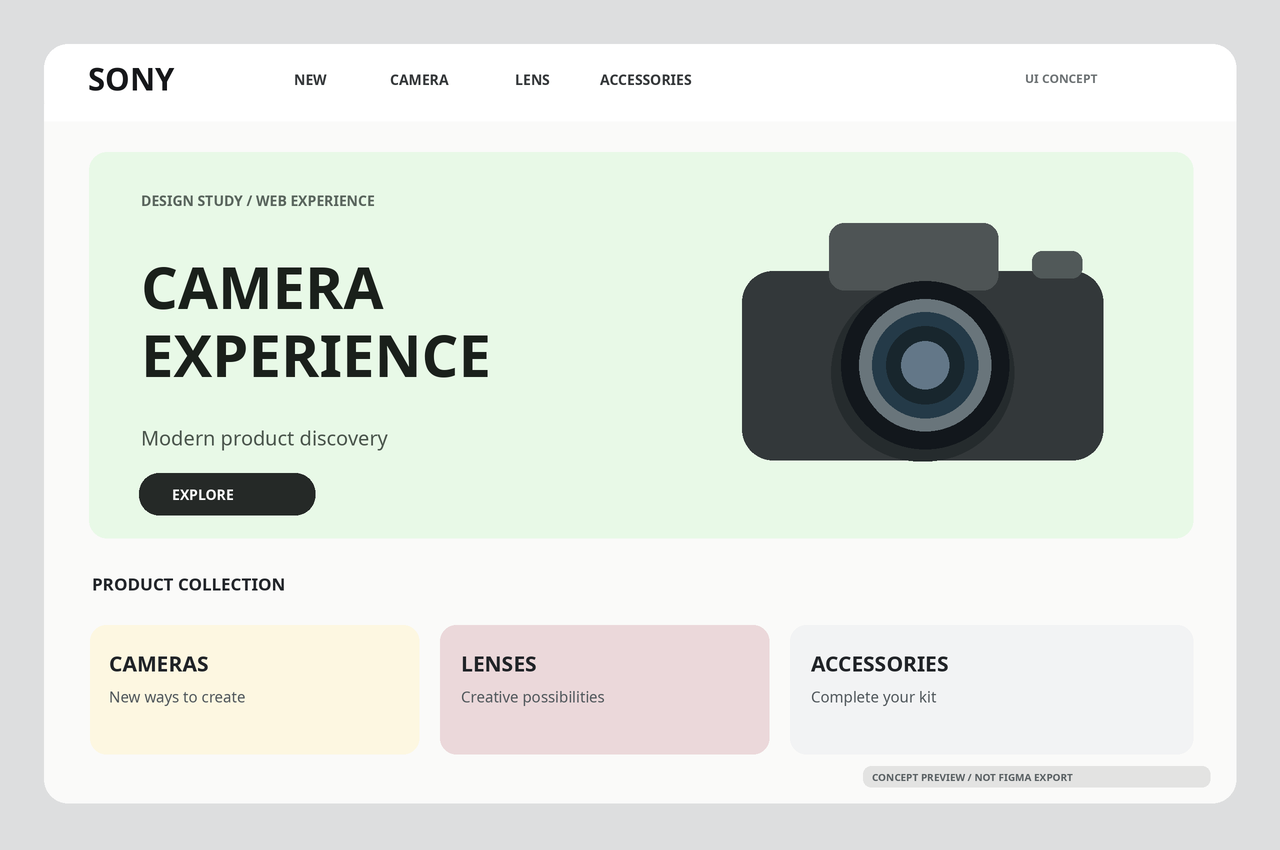 SONY
NEW CAMERA LENS ACCESSORIES
UI CONCEPT
DESIGN STUDY / WEB EXPERIENCE
CAMERA
EXPERIENCE
Modern product discovery
EXPLORE
PRODUCT COLLECTION
CAMERAS
New ways to create
LENSES
Creative possibilities
ACCESSORIES
Complete your kit
CONCEPT PREVIEW / NOT FIGMA EXPORT